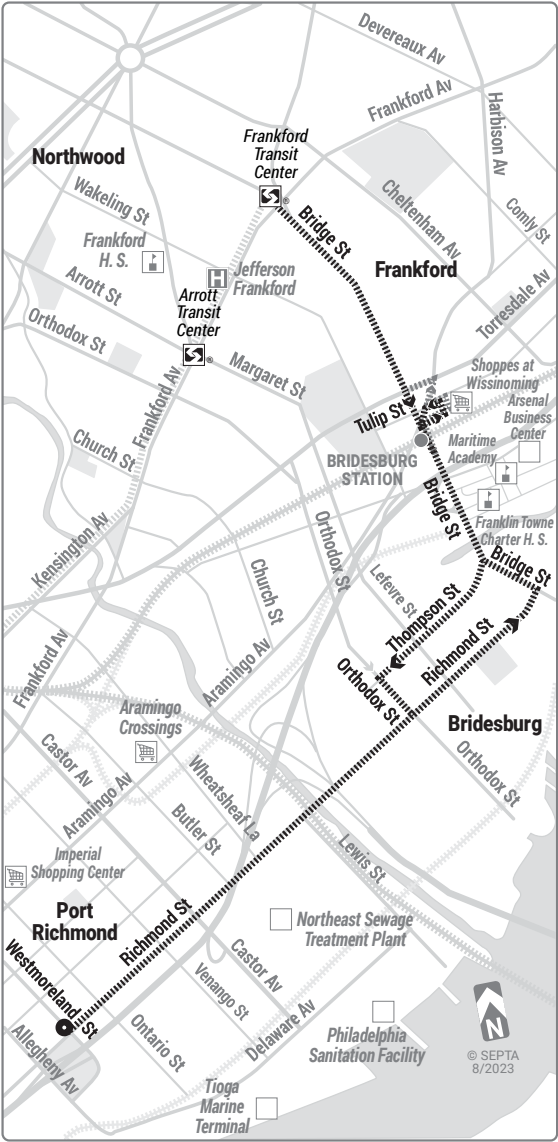 Devereaux Av
Frankford Av
Harbison Av
Frankford
Transit
Center
®
Northwood
Wakeling St
Bridge St
Cheltenham Av
Comly St
Frankford
H. S.
H
Jefferson
Frankford
Frankford
Arrott St
Arrott
Transit
Center
®
Torresdale Av
Orthodox St
Margaret St
Shoppes at
Wissinoming
Frankford Av
Tulip St
Arsenal
Business
Center
Maritime
Academy
Church St
BRIDESBURG
STATION
Bridge St
Franklin Towne
Charter H. S.
Kensington Av
Orthodox St
Bridge St
Church St
Lefevre St
Thompson St
Richmond St
Frankford Av
Aramingo Av
Orthodox St
Bridesburg
Aramingo
Crossings
Castor Av
Aramingo Av
Wheatsheaf La
Orthodox St
Butler St
Lewis St
Imperial
Shopping Center
Port
Richmond
Richmond St
Northeast Sewage
Treatment Plant
Westmoreland St
Castor Av
Venango St
Allegheny Av
Ontario St
Delaware Av
Philadelphia
Sanitation Facility
N
© SEPTA
8/2023
Tioga
Marine
Terminal